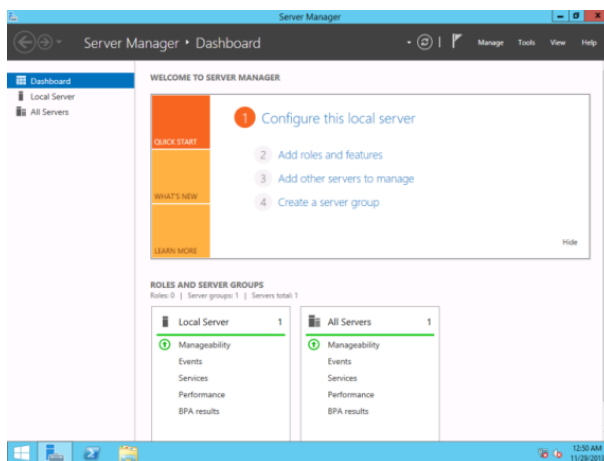 Server Manager
Server Manager • Dashboard
Manage Tools View Help
Dashboard
Local Server
All Servers
WELCOME TO SERVER MANAGER
QUICK START
WHAT'S NEW
LEARN MORE
1 Configure this local server
2 Add roles and features
3 Add other servers to manage
4 Create a server group
Hide
ROLES AND SERVER GROUPS
Roles: 0 | Server groups: 1 | Servers total: 1
Local Server 1
Manageability
Events
Services
Performance
BPA results
All Servers 1
Manageability
Events
Services
Performance
BPA results
12:50 AM
11/29/2013